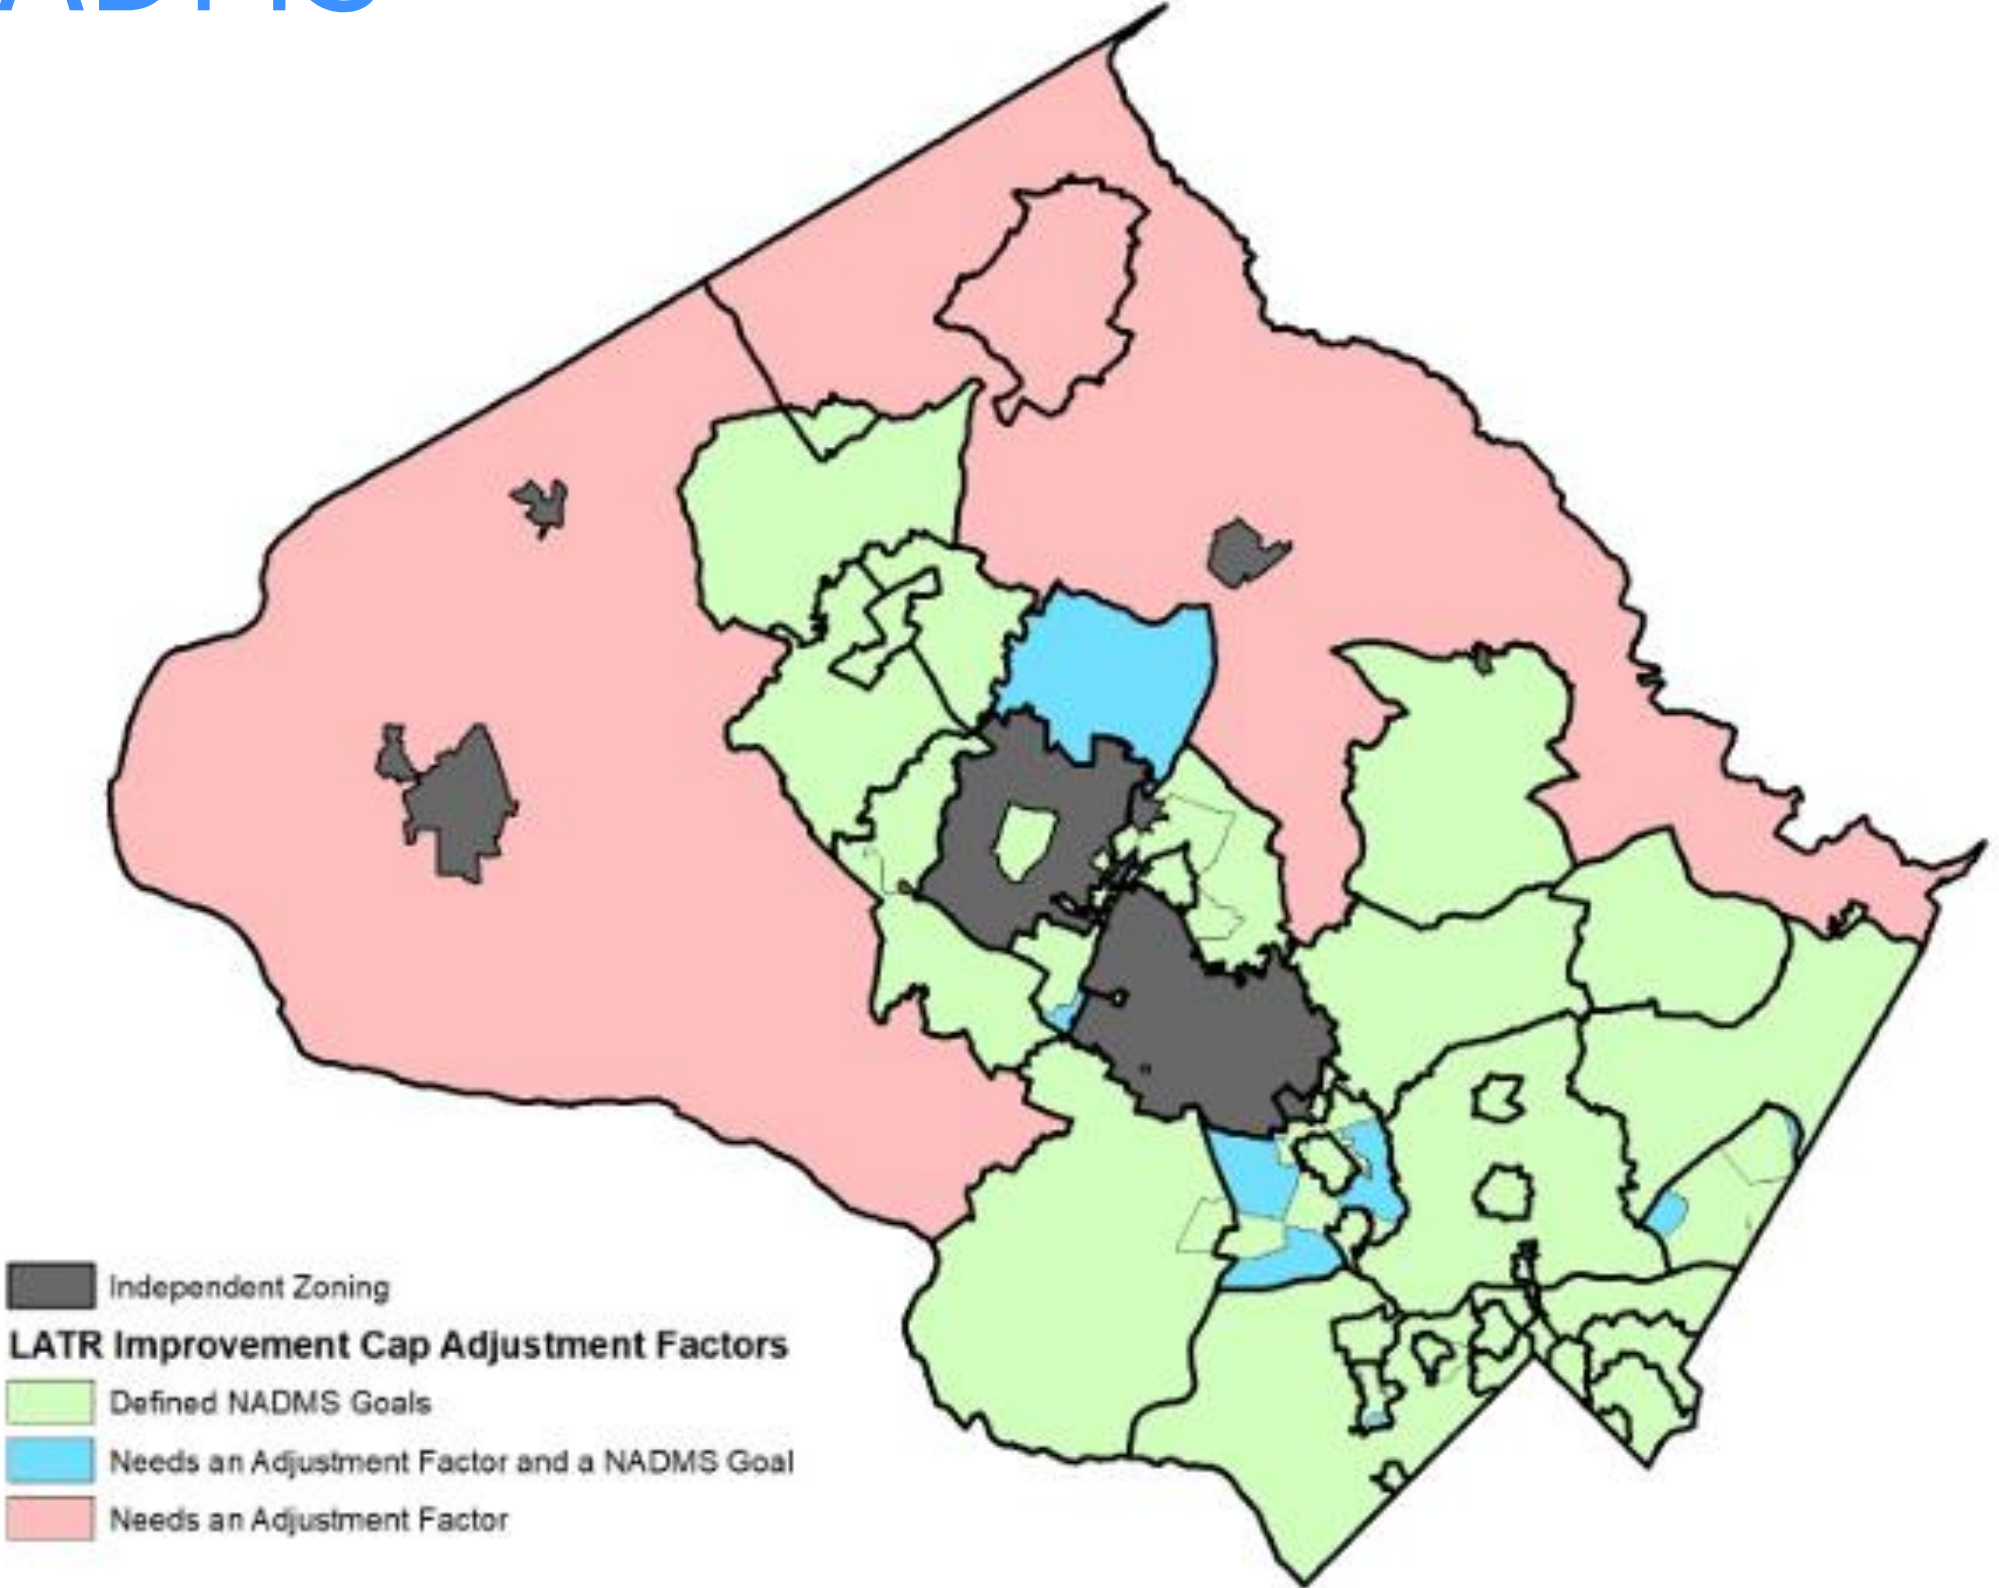 ADMS
Independent Zoning
LATR Improvement Cap Adjustment Factors
Defined NADMS Goals
Needs an Adjustment Factor and a NADMS Goal
Needs an Adjustment Factor